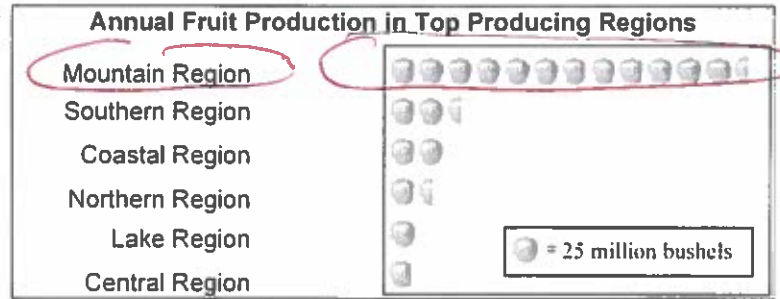 Annual Fruit Production in Top Producing Regions
Mountain Region
Southern Region
Coastal Region
Northern Region
Lake Region
= 25 million bushels
Central Region